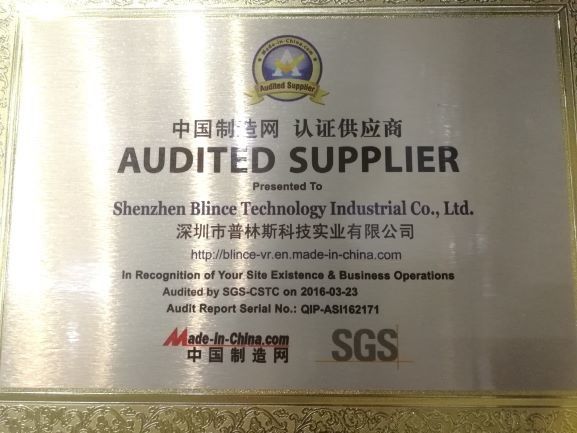 Made-in-China.com
Audited Supplier
中国制造网 认证供应商
AUDITED SUPPLIER
Presented To
Shenzhen Blince Technology Industrial Co., Ltd.
深圳市普林斯科技实业有限公司
http://blince-vr.en.made-in-china.com
In Recognition of Your Site Existence & Business Operations
Audited by SGS-CSTC on 2016-03-23
Audit Report Serial No.: QIP-ASI162171
Made-in-China.com
中国制造网
SGS